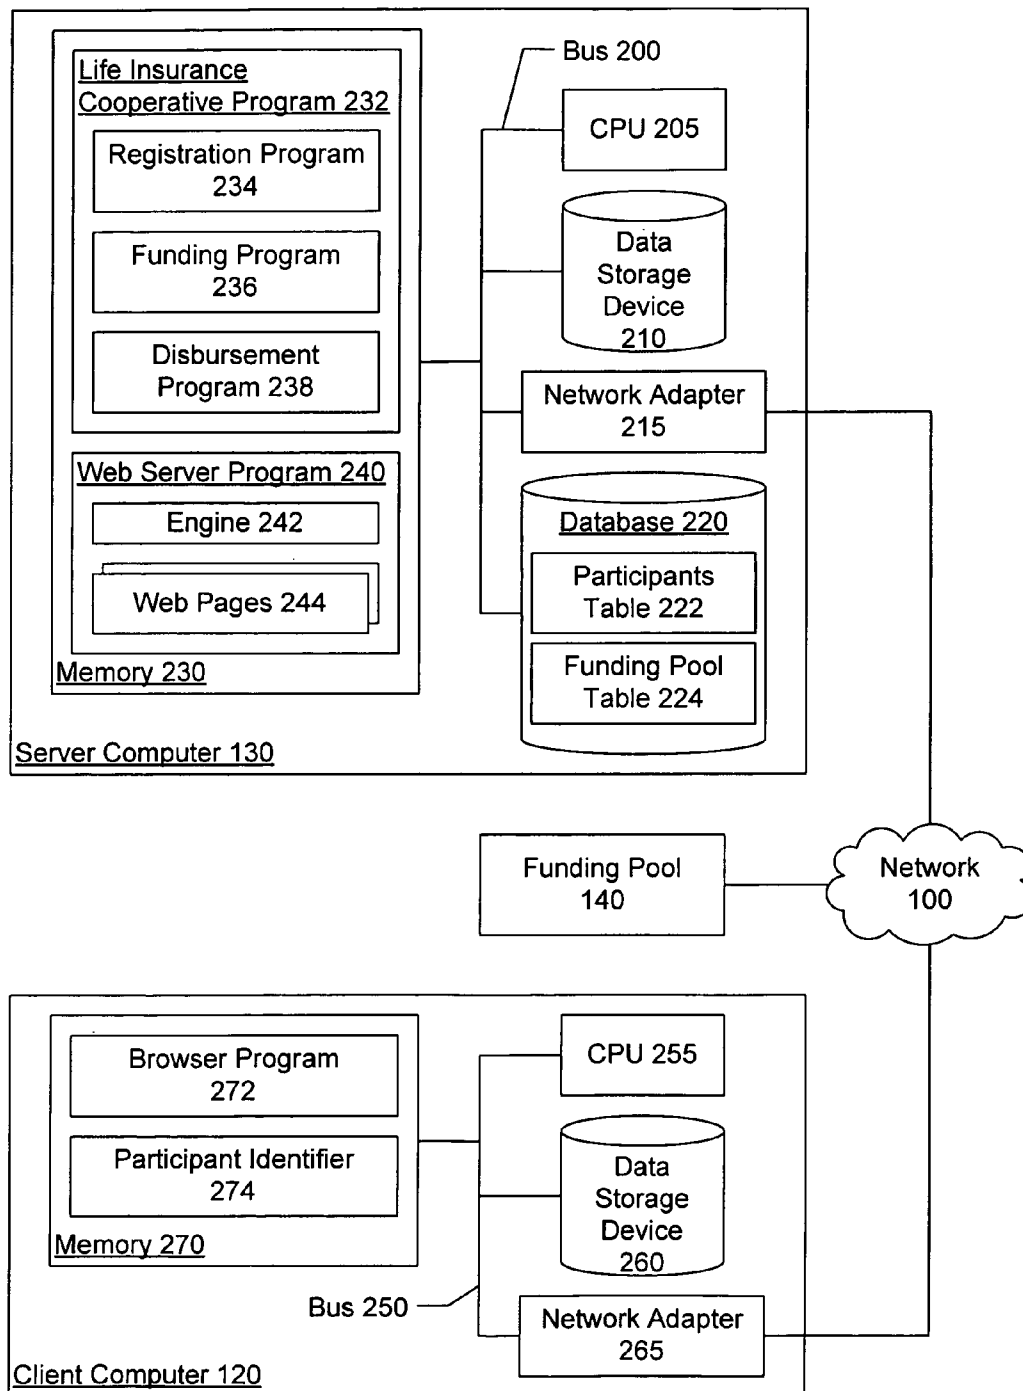 Bus 200
Life Insurance
Cooperative Program 232
Registration Program
234
Funding Program
236
Disbursement
Program 238
Web Server Program 240
Engine 242
Web Pages 244
Memory 230
Server Computer 130
CPU 205
Data
Storage
Device
210
Network Adapter
215
Database 220
Participants
Table 222
Funding Pool
Table 224
Funding Pool
140
Network
100
Browser Program
272
Participant Identifier
274
Memory 270
Bus 250
Client Computer 120
CPU 255
Data
Storage
Device
260
Network Adapter
265